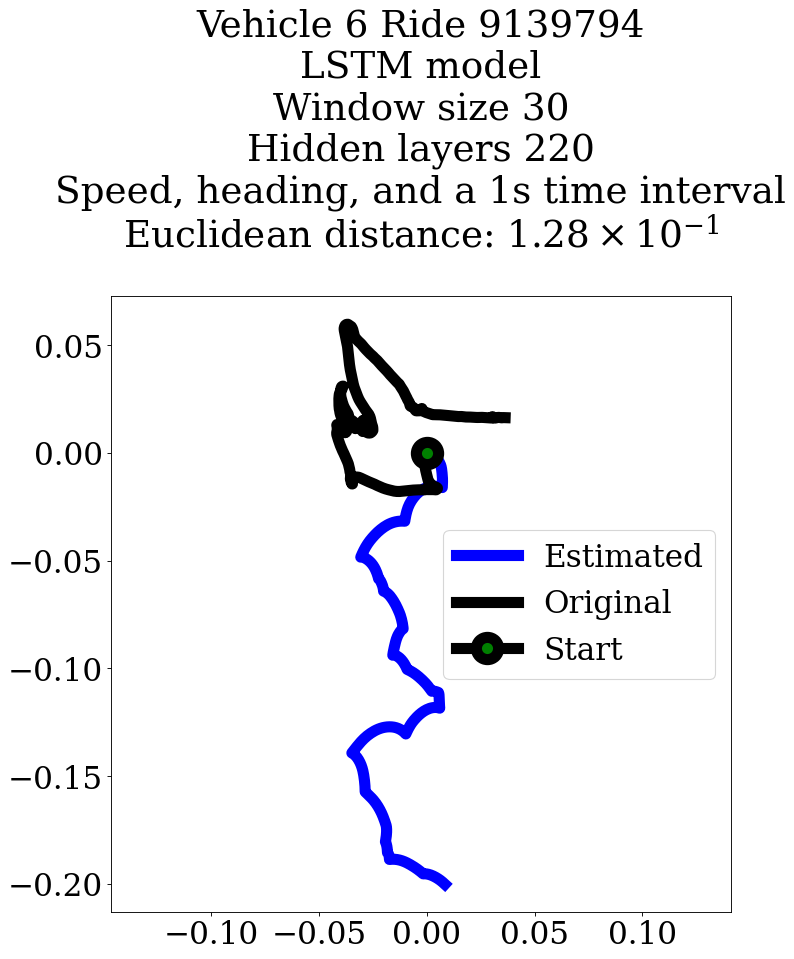 Vehicle 6 Ride 9139794
LSTM model
Window size 30
Hidden layers 220
Speed, heading, and a 1s time interval
Euclidean distance: 1.28 × 10⁻¹
0.05
0.00
−0.05
−0.10
−0.15
−0.20
Estimated
Original
Start
−0.10 −0.05 0.00 0.05 0.10